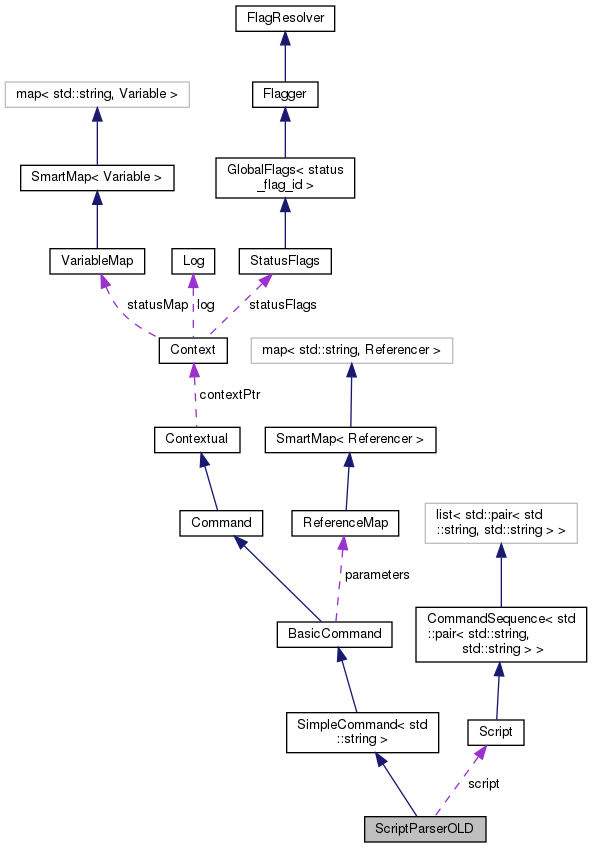 FlagResolver
map< std::string, Variable >
Flagger
SmartMap< Variable >
GlobalFlags< status
_flag_id >
VariableMap
Log
StatusFlags
statusMap
log
statusFlags
Context
map< std::string, Referencer >
contextPtr
Contextual
SmartMap< Referencer >
Command
ReferenceMap
list< std::pair< std
::string, std::string > >
parameters
BasicCommand
CommandSequence< std
::pair< std::string,
std::string > >
SimpleCommand< std
::string >
Script
script
ScriptParserOLD